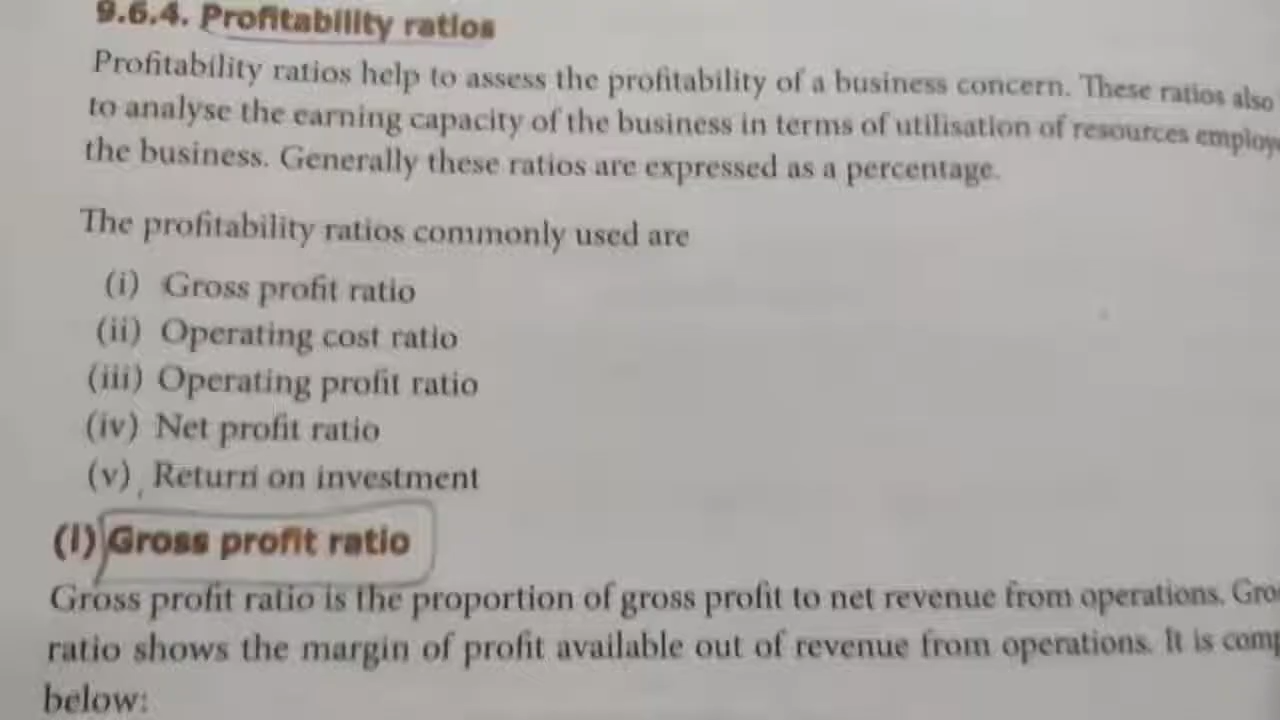 9.6.4. Profitability ratios
Profitability ratios help to assess the profitability of a business concern. These ratios also
to analyse the earning capacity of the business in terms of utilisation of resources employe
the business. Generally these ratios are expressed as a percentage.
The profitability ratios commonly used are
(i) Gross profit ratio
(ii) Operating cost ratio
(iii) Operating profit ratio
(iv) Net profit ratio
(v) Return on investment
(i) Gross profit ratio
Gross profit ratio is the proportion of gross profit to net revenue from operations. Gro
ratio shows the margin of profit available out of revenue from operations. It is comp
below: